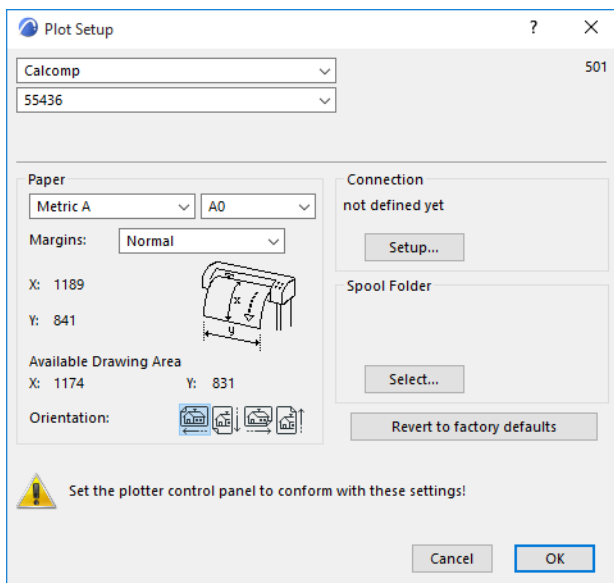 Plot Setup
?
Calcomp
501
55436
Paper
Metric A
A0
Margins: Normal
X: 1189
Y: 841
x
y
Available Drawing Area
X: 1174 Y: 831
Orientation:
Connection
not defined yet
Setup...
Spool Folder
Select...
Revert to factory defaults
Set the plotter control panel to conform with these settings!
Cancel
OK